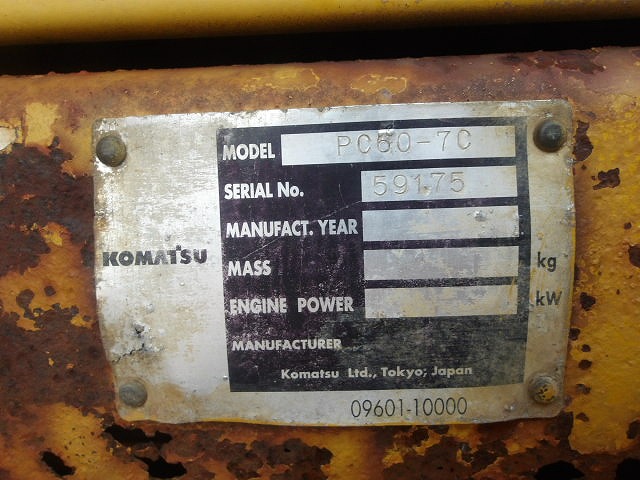 MODEL PC60-7C
SERIAL No. 59175
MANUFACT. YEAR
KOMATSU
MASS kg
ENGINE POWER kW
MANUFACTURER
Komatsu Ltd., Tokyo, Japan
09601-10000